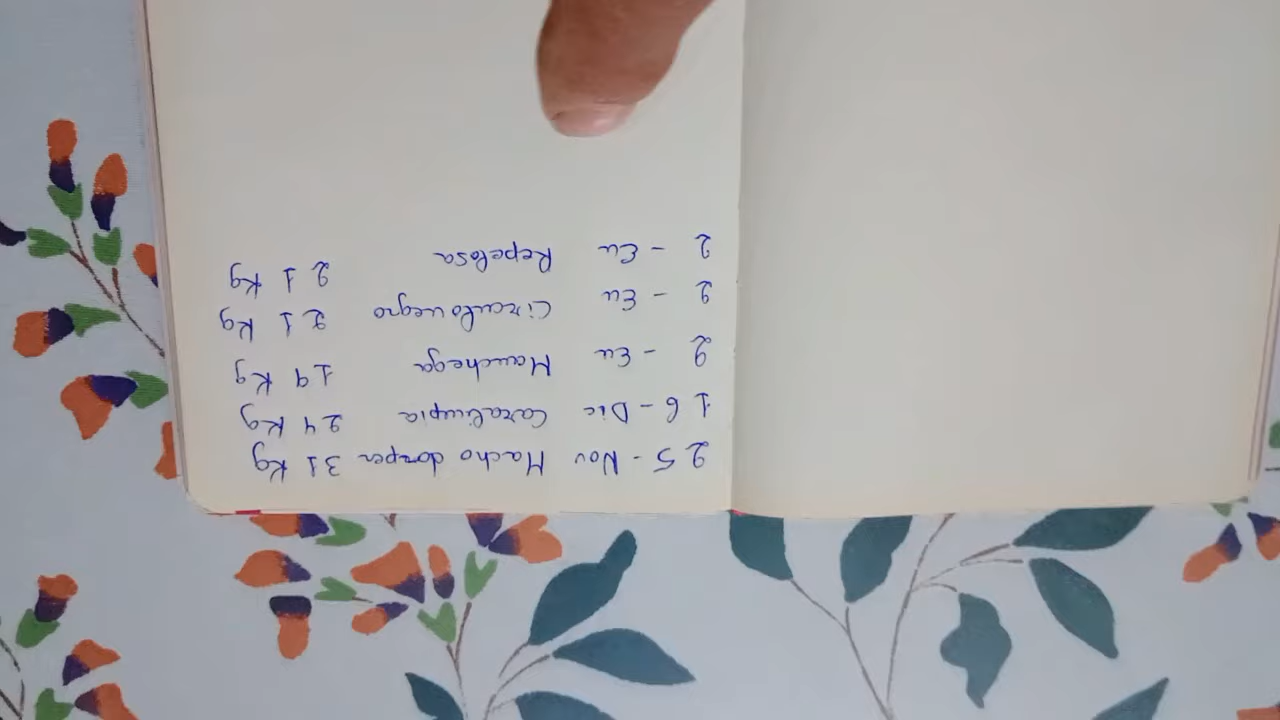 25 - Nov Macho dorper 31 Kg
16 - Dic Caralimpia 24 Kg
2 - En Manchega 19 Kg
2 - En Circulo negro 21 Kg
2 - En Repelosa 21 Kg